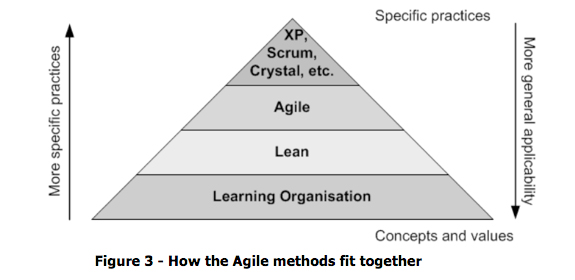 Specific practices
XP,
Scrum,
Crystal, etc.
Agile
Lean
Learning Organisation
More specific practices
More general applicability
Concepts and values
Figure 3 - How the Agile methods fit together